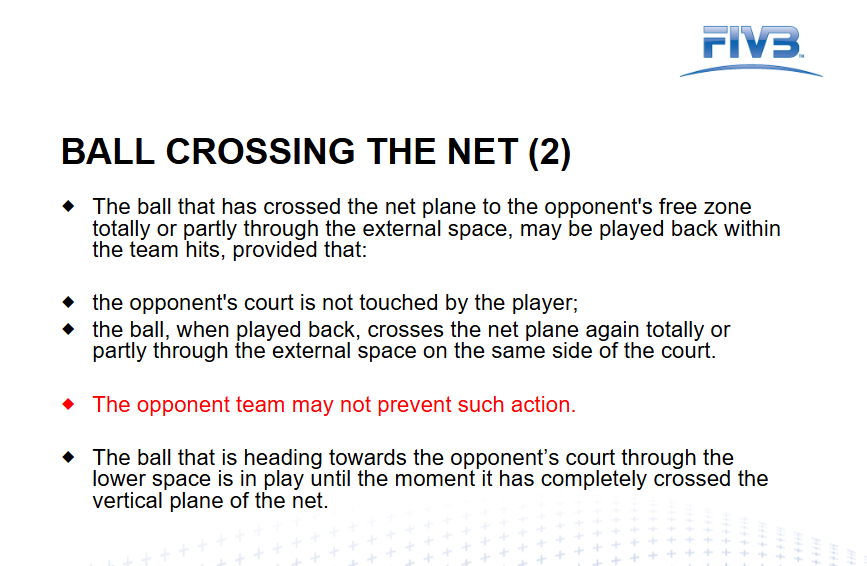 FIVB™
BALL CROSSING THE NET (2)
The ball that has crossed the net plane to the opponent's free zone
totally or partly through the external space, may be played back within
the team hits, provided that:
the opponent's court is not touched by the player;
the ball, when played back, crosses the net plane again totally or
partly through the external space on the same side of the court.
The opponent team may not prevent such action.
The ball that is heading towards the opponent’s court through the
lower space is in play until the moment it has completely crossed the
vertical plane of the net.